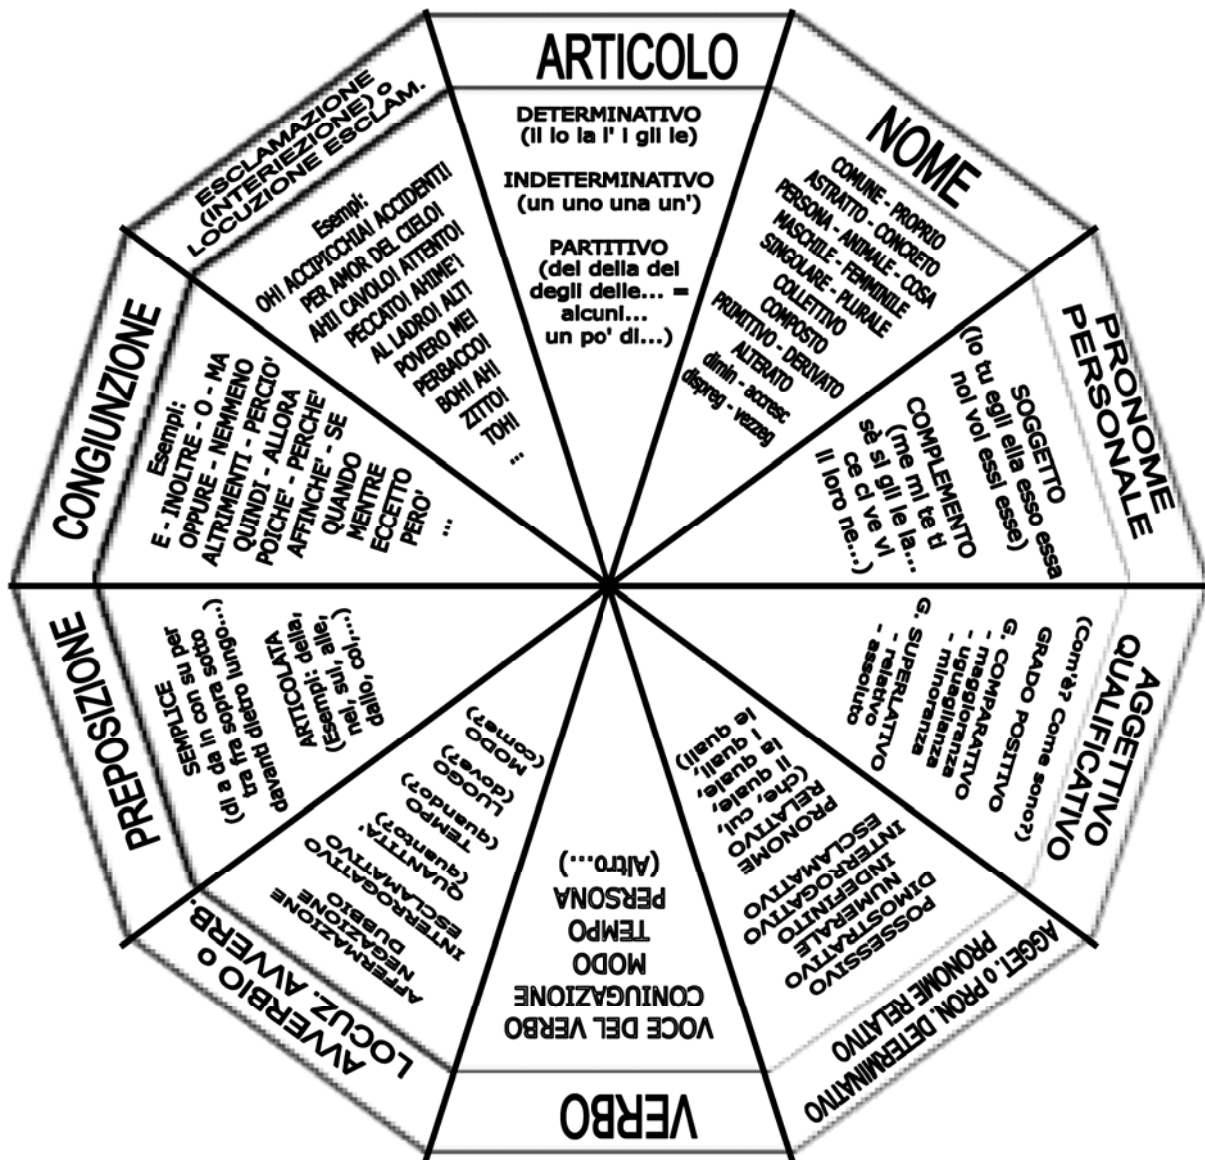 ARTICOLO
DETERMINATIVO
(il lo la l' i gli le)
INDETERMINATIVO
(un uno una un')
PARTITIVO
(del della dei
degli delle... =
alcuni...
un po' di...)
NOME
COMUNE - PROPRIO
ASTRATTO - CONCRETO
PERSONA - ANIMALE - COSA
MASCHILE - FEMMINILE
SINGOLARE - PLURALE
COLLETTIVO
COMPOSTO
PRIMITIVO - DERIVATO
ALTERATO
dimin - accresc
dispreg - vezzeg
PRONOME
PERSONALE
SOGGETTO
(io tu egli ella esso essa
noi voi essi esse)
COMPLEMENTO
(me mi te ti
sè si gli le la...
ce ci ve vi
li loro ne...)
AGGETTIVO
QUALIFICATIVO
(Com'è? Come sono?)
GRADO POSITIVO
G. COMPARATIVO
- maggioranza
- uguaglianza
- minoranza
G. SUPERLATIVO
- relativo
- assoluto
AGGET. o PRON. DETERMINATIVO
PRONOME RELATIVO
POSSESSIVO
DIMOSTRATIVO
NUMERALE
INDEFINITO
INTERROGATIVO
ESCLAMATIVO
PRONOME
RELATIVO
(che, cui,
il quale,
la quale,
i quali,
le quali)
VERBO
VOCE DEL VERBO
CONIUGAZIONE
MODO
TEMPO
PERSONA
(Altro...)
AVVERBIO o
LOCUZ. AVVERB.
AFFERMAZIONE
NEGAZIONE
DUBBIO
INTERROGATIVO
ESCLAMATIVO
QUANTITA'
(quanto?)
TEMPO
(quando?)
LUOGO
(dove?)
MODO
(come?)
PREPOSIZIONE
SEMPLICE
(di a da in con su per
tra fra sopra sotto
davanti dietro lungo...)
ARTICOLATA
(Esempi: della,
nel, sul, alle,
dallo, col,...)
CONGIUNZIONE
Esempi:
E - INOLTRE - O - MA
OPPURE - NEMMENO
ALTRIMENTI - PERCIO'
QUINDI - ALLORA
POICHE' - PERCHE'
AFFINCHE' - SE
QUANDO
MENTRE
ECCETTO
PERO'
...
ESCLAMAZIONE
(INTERIEZIONE) o
LOCUZIONE ESCLAM.
Esempi:
OH! ACCIPICCHIA! ACCIDENTI!
PER AMOR DEL CIELO!
AHI! CAVOLO! ATTENTO!
PECCATO! AHIME'!
AL LADRO! ALT!
POVERO ME!
PERBACCO!
BOH! AH!
ZITTO!
TOH!
...